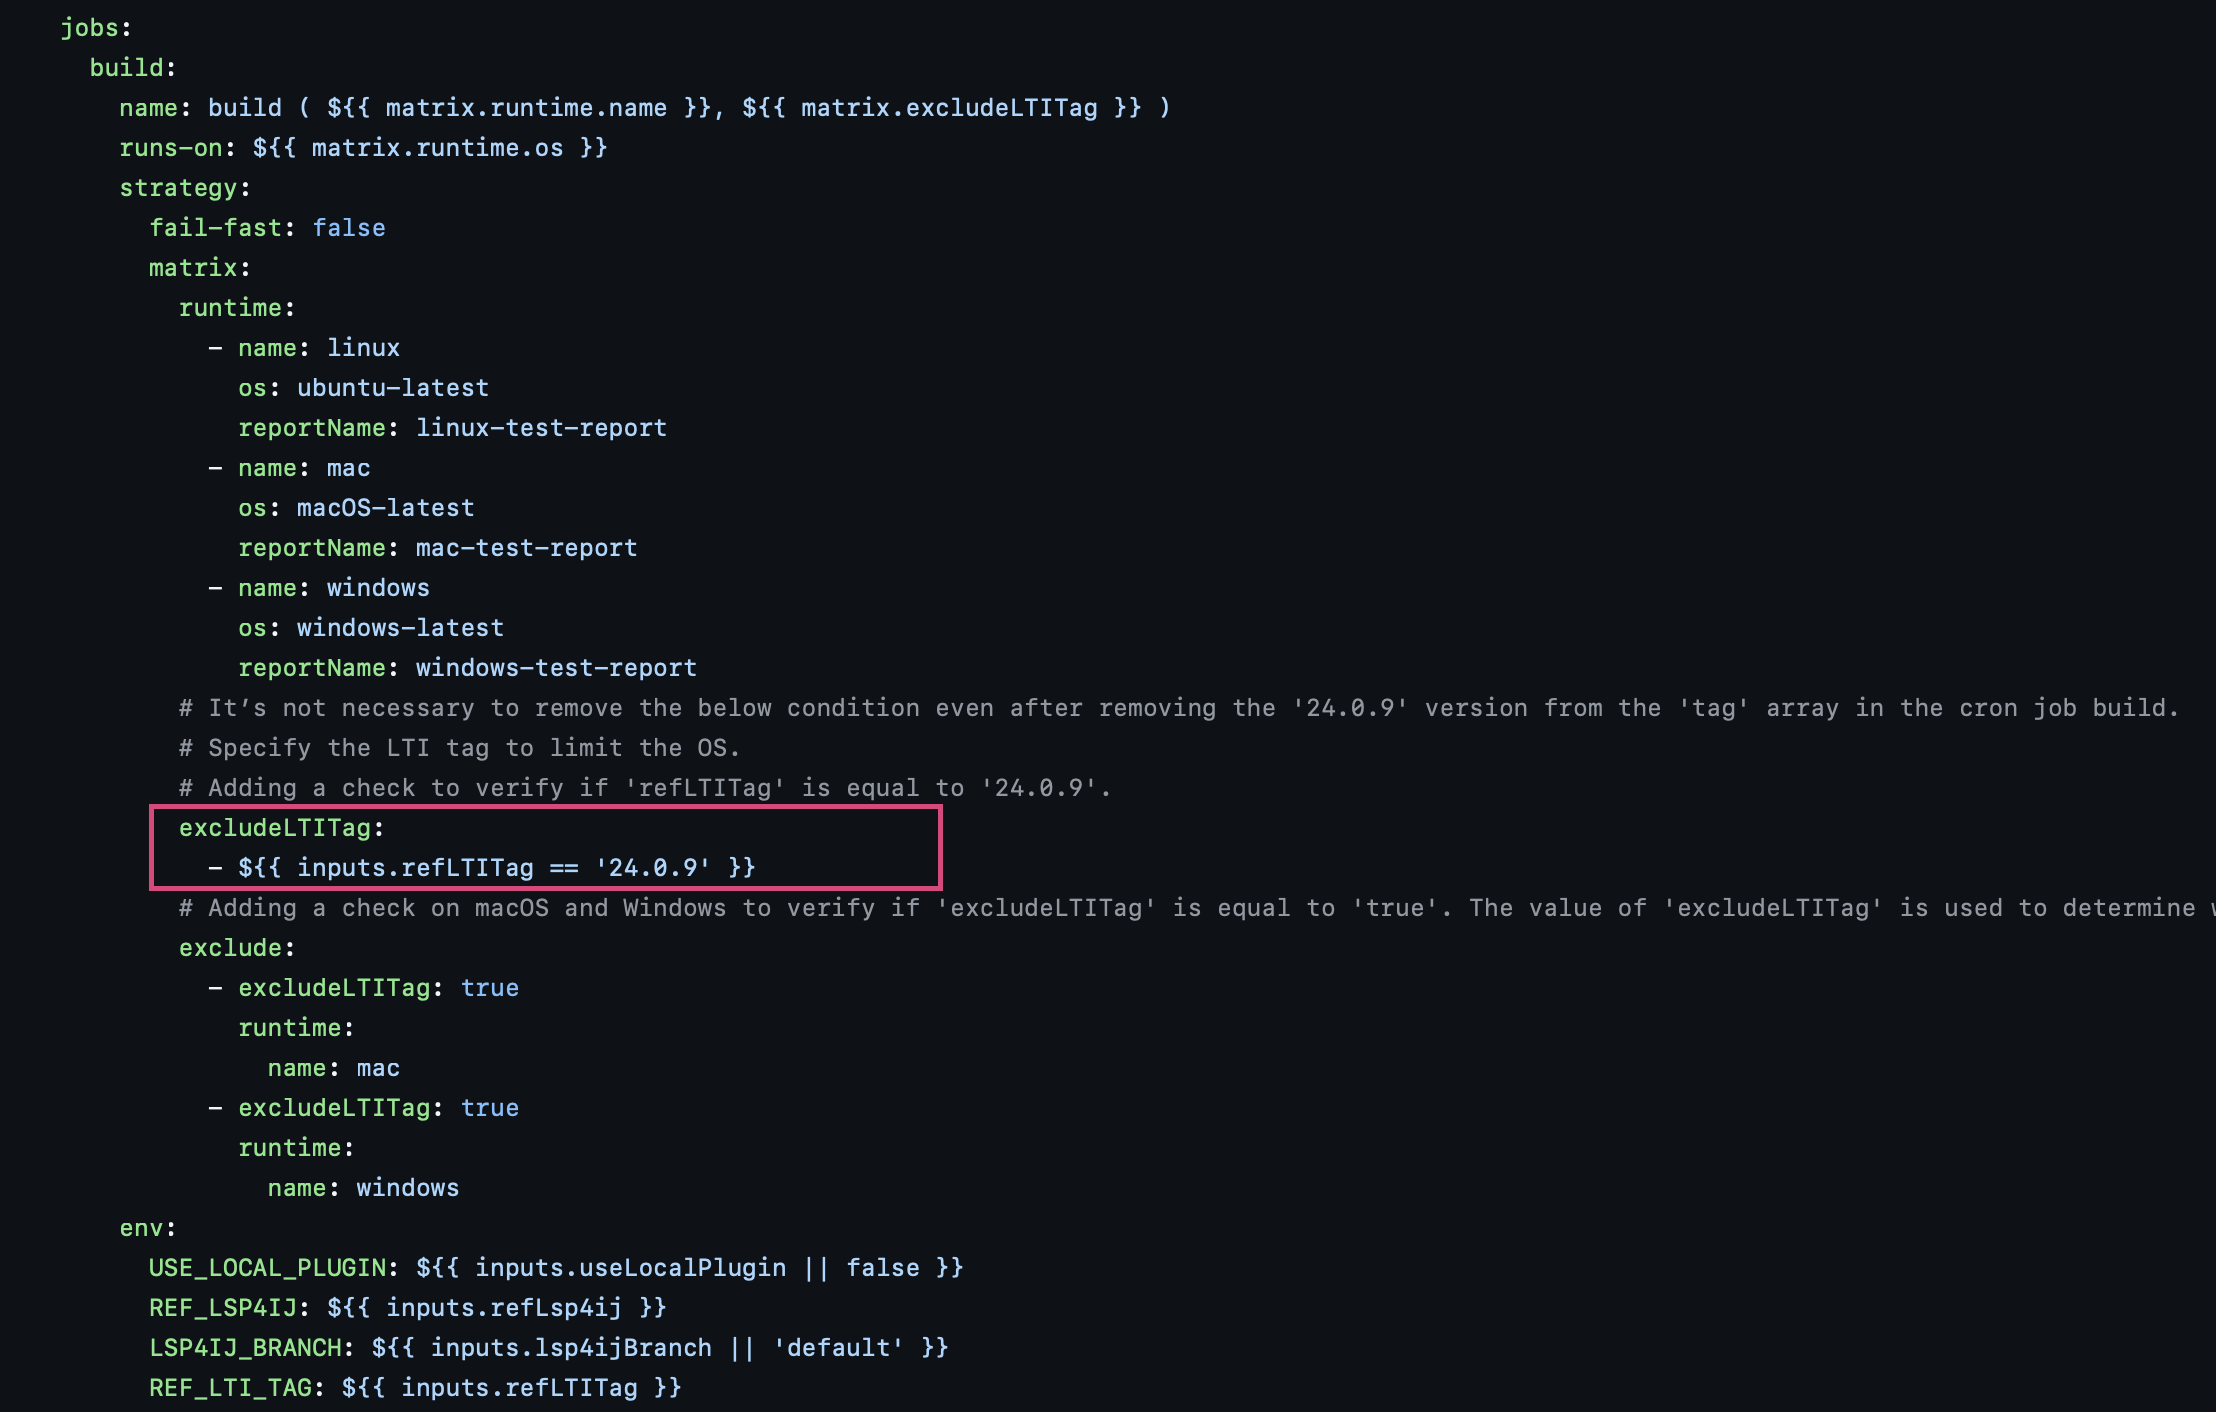 jobs:
build:
name: build ( ${{ matrix.runtime.name }}, ${{ matrix.excludeLTITag }} )
runs-on: ${{ matrix.runtime.os }}
strategy:
fail-fast: false
matrix:
runtime:
- name: linux
os: ubuntu-latest
reportName: linux-test-report
- name: mac
os: macOS-latest
reportName: mac-test-report
- name: windows
os: windows-latest
reportName: windows-test-report
# It’s not necessary to remove the below condition even after removing the '24.0.9' version from the 'tag' array in the cron job build.
# Specify the LTI tag to limit the OS.
# Adding a check to verify if 'refLTITag' is equal to '24.0.9'.
excludeLTITag:
- ${{ inputs.refLTITag == '24.0.9' }}
# Adding a check on macOS and Windows to verify if 'excludeLTITag' is equal to 'true'. The value of 'excludeLTITag' is used to determine
exclude:
- excludeLTITag: true
runtime:
name: mac
- excludeLTITag: true
runtime:
name: windows
env:
USE_LOCAL_PLUGIN: ${{ inputs.useLocalPlugin || false }}
REF_LSP4IJ: ${{ inputs.refLsp4ij }}
LSP4IJ_BRANCH: ${{ inputs.lsp4ijBranch || 'default' }}
REF_LTI_TAG: ${{ inputs.refLTITag }}